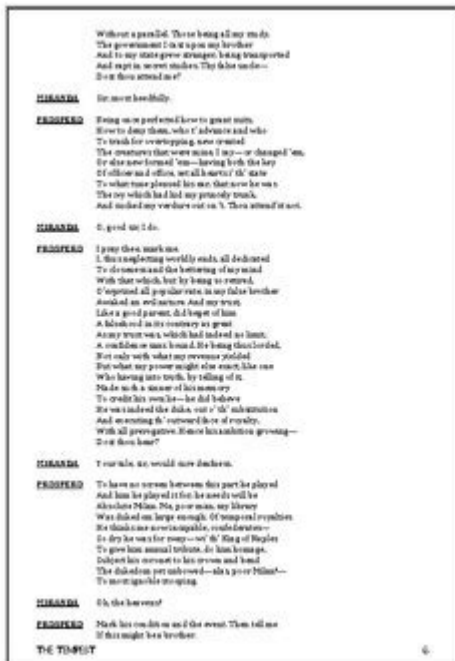 Without a parallel. Those being all my study,
The government I cast upon my brother
And to my state grew stranger, being transported
And rapt in secret studies. Thy false uncle—
Dost thou attend me?
MIRANDA Sir, most heedfully.
PROSPERO Being once perfected how to grant suits,
How to deny them, who t' advance and who
To trash for overtopping, new created
The creatures that were mine, I say—or changed 'em,
Or else new formed 'em—having both the key
Of officer and office, set all hearts i' th' state
To what tune pleased his ear, that now he was
The ivy which had hid my princely trunk,
And sucked my verdure out on 't. Thou attend'st not.
MIRANDA O, good sir, I do.
PROSPERO I pray thee, mark me.
I, thus neglecting worldly ends, all dedicated
To closeness and the bettering of my mind
With that which, but by being so retired,
O'erprized all popular rate, in my false brother
Awaked an evil nature. And my trust,
Like a good parent, did beget of him
A falsehood in its contrary as great
As my trust was, which had indeed no limit,
A confidence sans bound. He being thus lorded,
Not only with what my revenue yielded
But what my power might else exact, like one
Who having into truth, by telling of it,
Made such a sinner of his memory
To credit his own lie—he did believe
He was indeed the duke, out o' th' substitution
And executing th' outward face of royalty,
With all prerogative. Hence his ambition growing—
Dost thou hear?
MIRANDA Your tale, sir, would cure deafness.
PROSPERO To have no screen between this part he played
And him he played it for, he needs will be
Absolute Milan. Me, poor man, my library
Was dukedom large enough. Of temporal royalties
He thinks me now incapable, confederates—
So dry he was for sway—wi' th' King of Naples
To give him annual tribute, do him homage,
Subject his coronet to his crown and bend
The dukedom yet unbowed—alas, poor Milan!—
To most ignoble stooping.
MIRANDA Oh, the heavens!
PROSPERO Mark his condition and the event. Then tell me
If this might be a brother.
THE TEMPEST 6